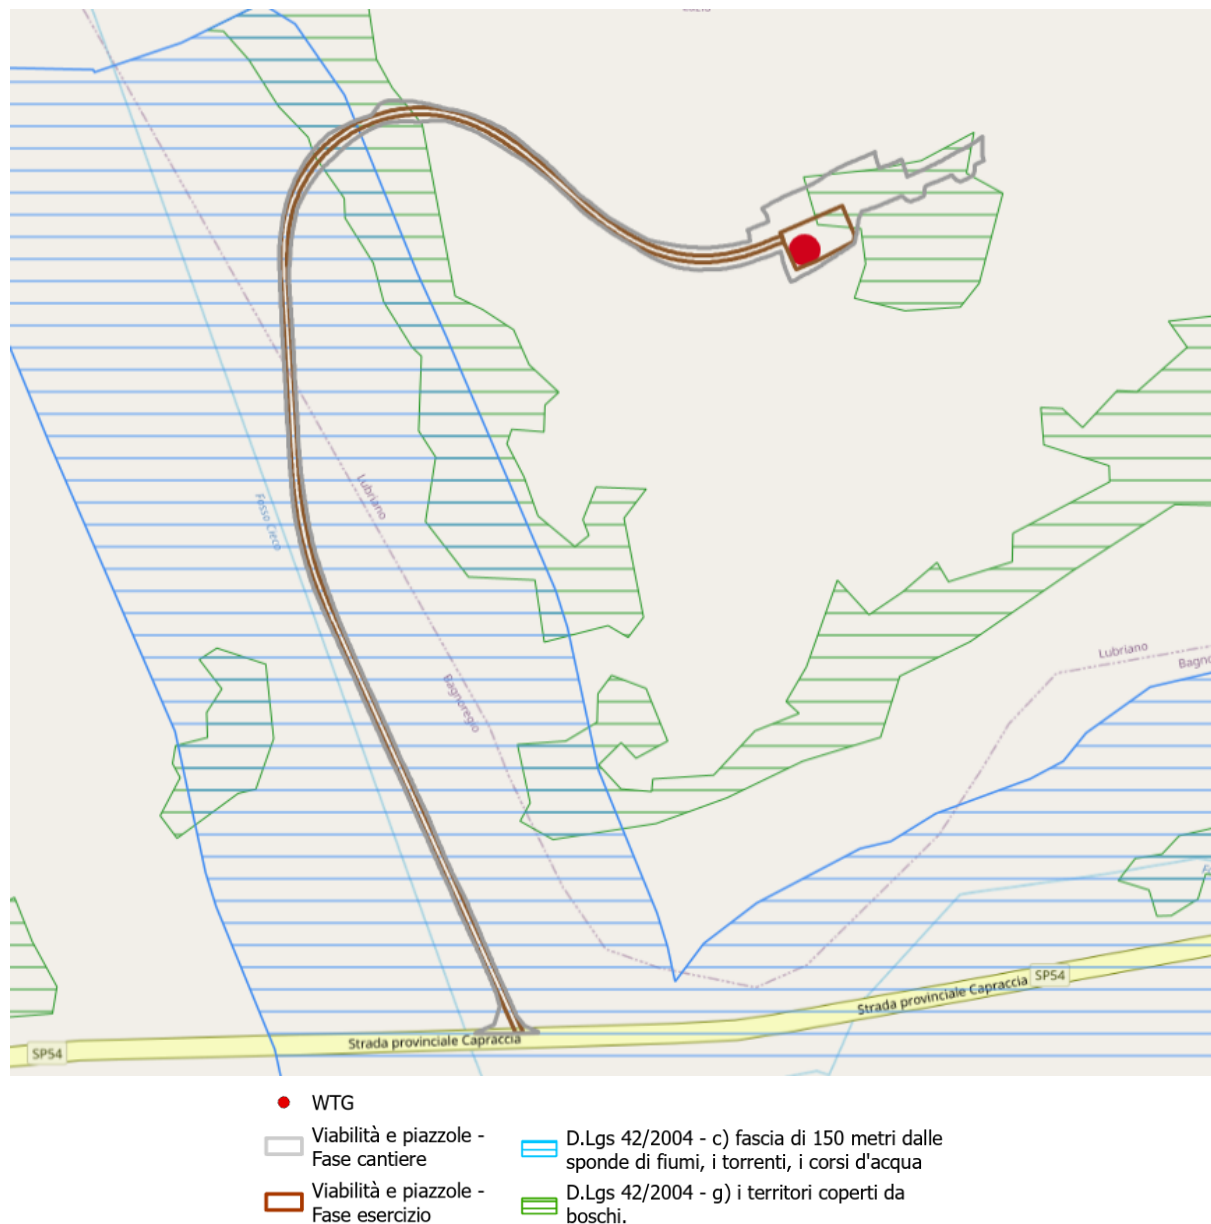 Lubriano
Fosso Cieco
Bagnoregio
Lubriano
SP54
Strada provinciale Capraccia
Strada provinciale Capraccia
SP54
WTG
Viabilità e piazzole -
Fase cantiere
D.Lgs 42/2004 - c) fascia di 150 metri dalle
sponde di fiumi, i torrenti, i corsi d'acqua
Viabilità e piazzole -
Fase esercizio
D.Lgs 42/2004 - g) i territori coperti da
boschi.